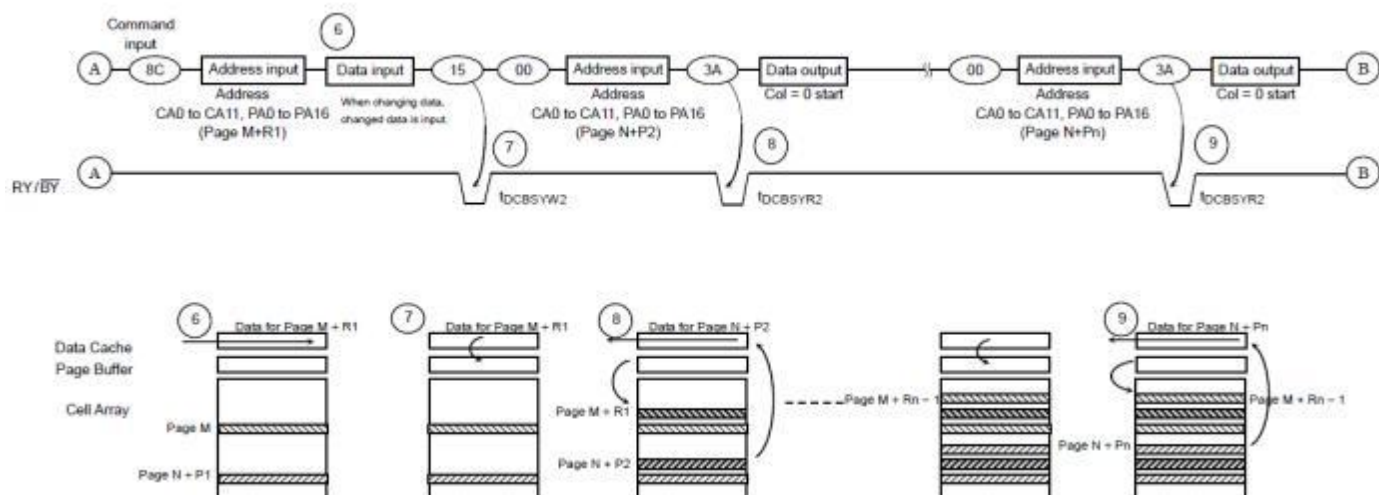 Command
input
6
A
8C
Address input
Data input
15
00
Address input
3A
Data output
00
Address input
3A
Data output
B
Address
CA0 to CA11, PA0 to PA16
(Page M+R1)
When changing data,
changed data is input.
Address
CA0 to CA11, PA0 to PA16
(Page N+P2)
Col = 0 start
Address
CA0 to CA11, PA0 to PA16
(Page N+Pn)
Col = 0 start
7
8
9
RY/BY
A
B
tDCBSYW2
tDCBSYR2
tDCBSYR2
6
Data for Page M + R1
7
Data for Page M + R1
8
Data for Page N + P2
9
Data for Page N + Pn
Data Cache
Page Buffer
Cell Array
Page M
Page N + P1
Page M + R1
Page N + P2
Page M + Rn − 1
Page N + Pn
Page M + Rn − 1